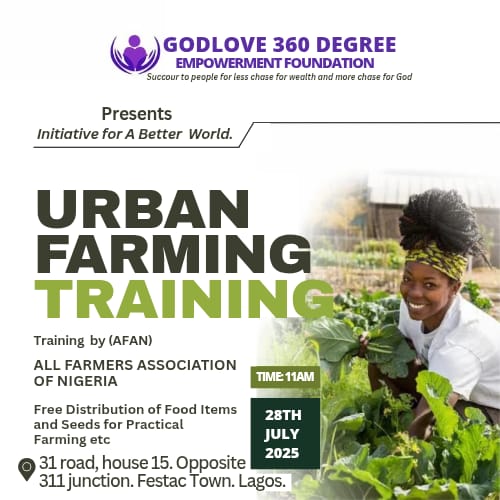 GODLOVE 360 DEGREE
EMPOWERMENT FOUNDATION
Succour to people for less chase for wealth and more chase for God
Presents
Initiative for A Better World.
URBAN
FARMING
TRAINING
Training by (AFAN)
ALL FARMERS ASSOCIATION
OF NIGERIA
TIME: 11AM
Free Distribution of Food Items
and Seeds for Practical
Farming etc
28TH
JULY
2025
31 road, house 15. Opposite
311 junction. Festac Town. Lagos.